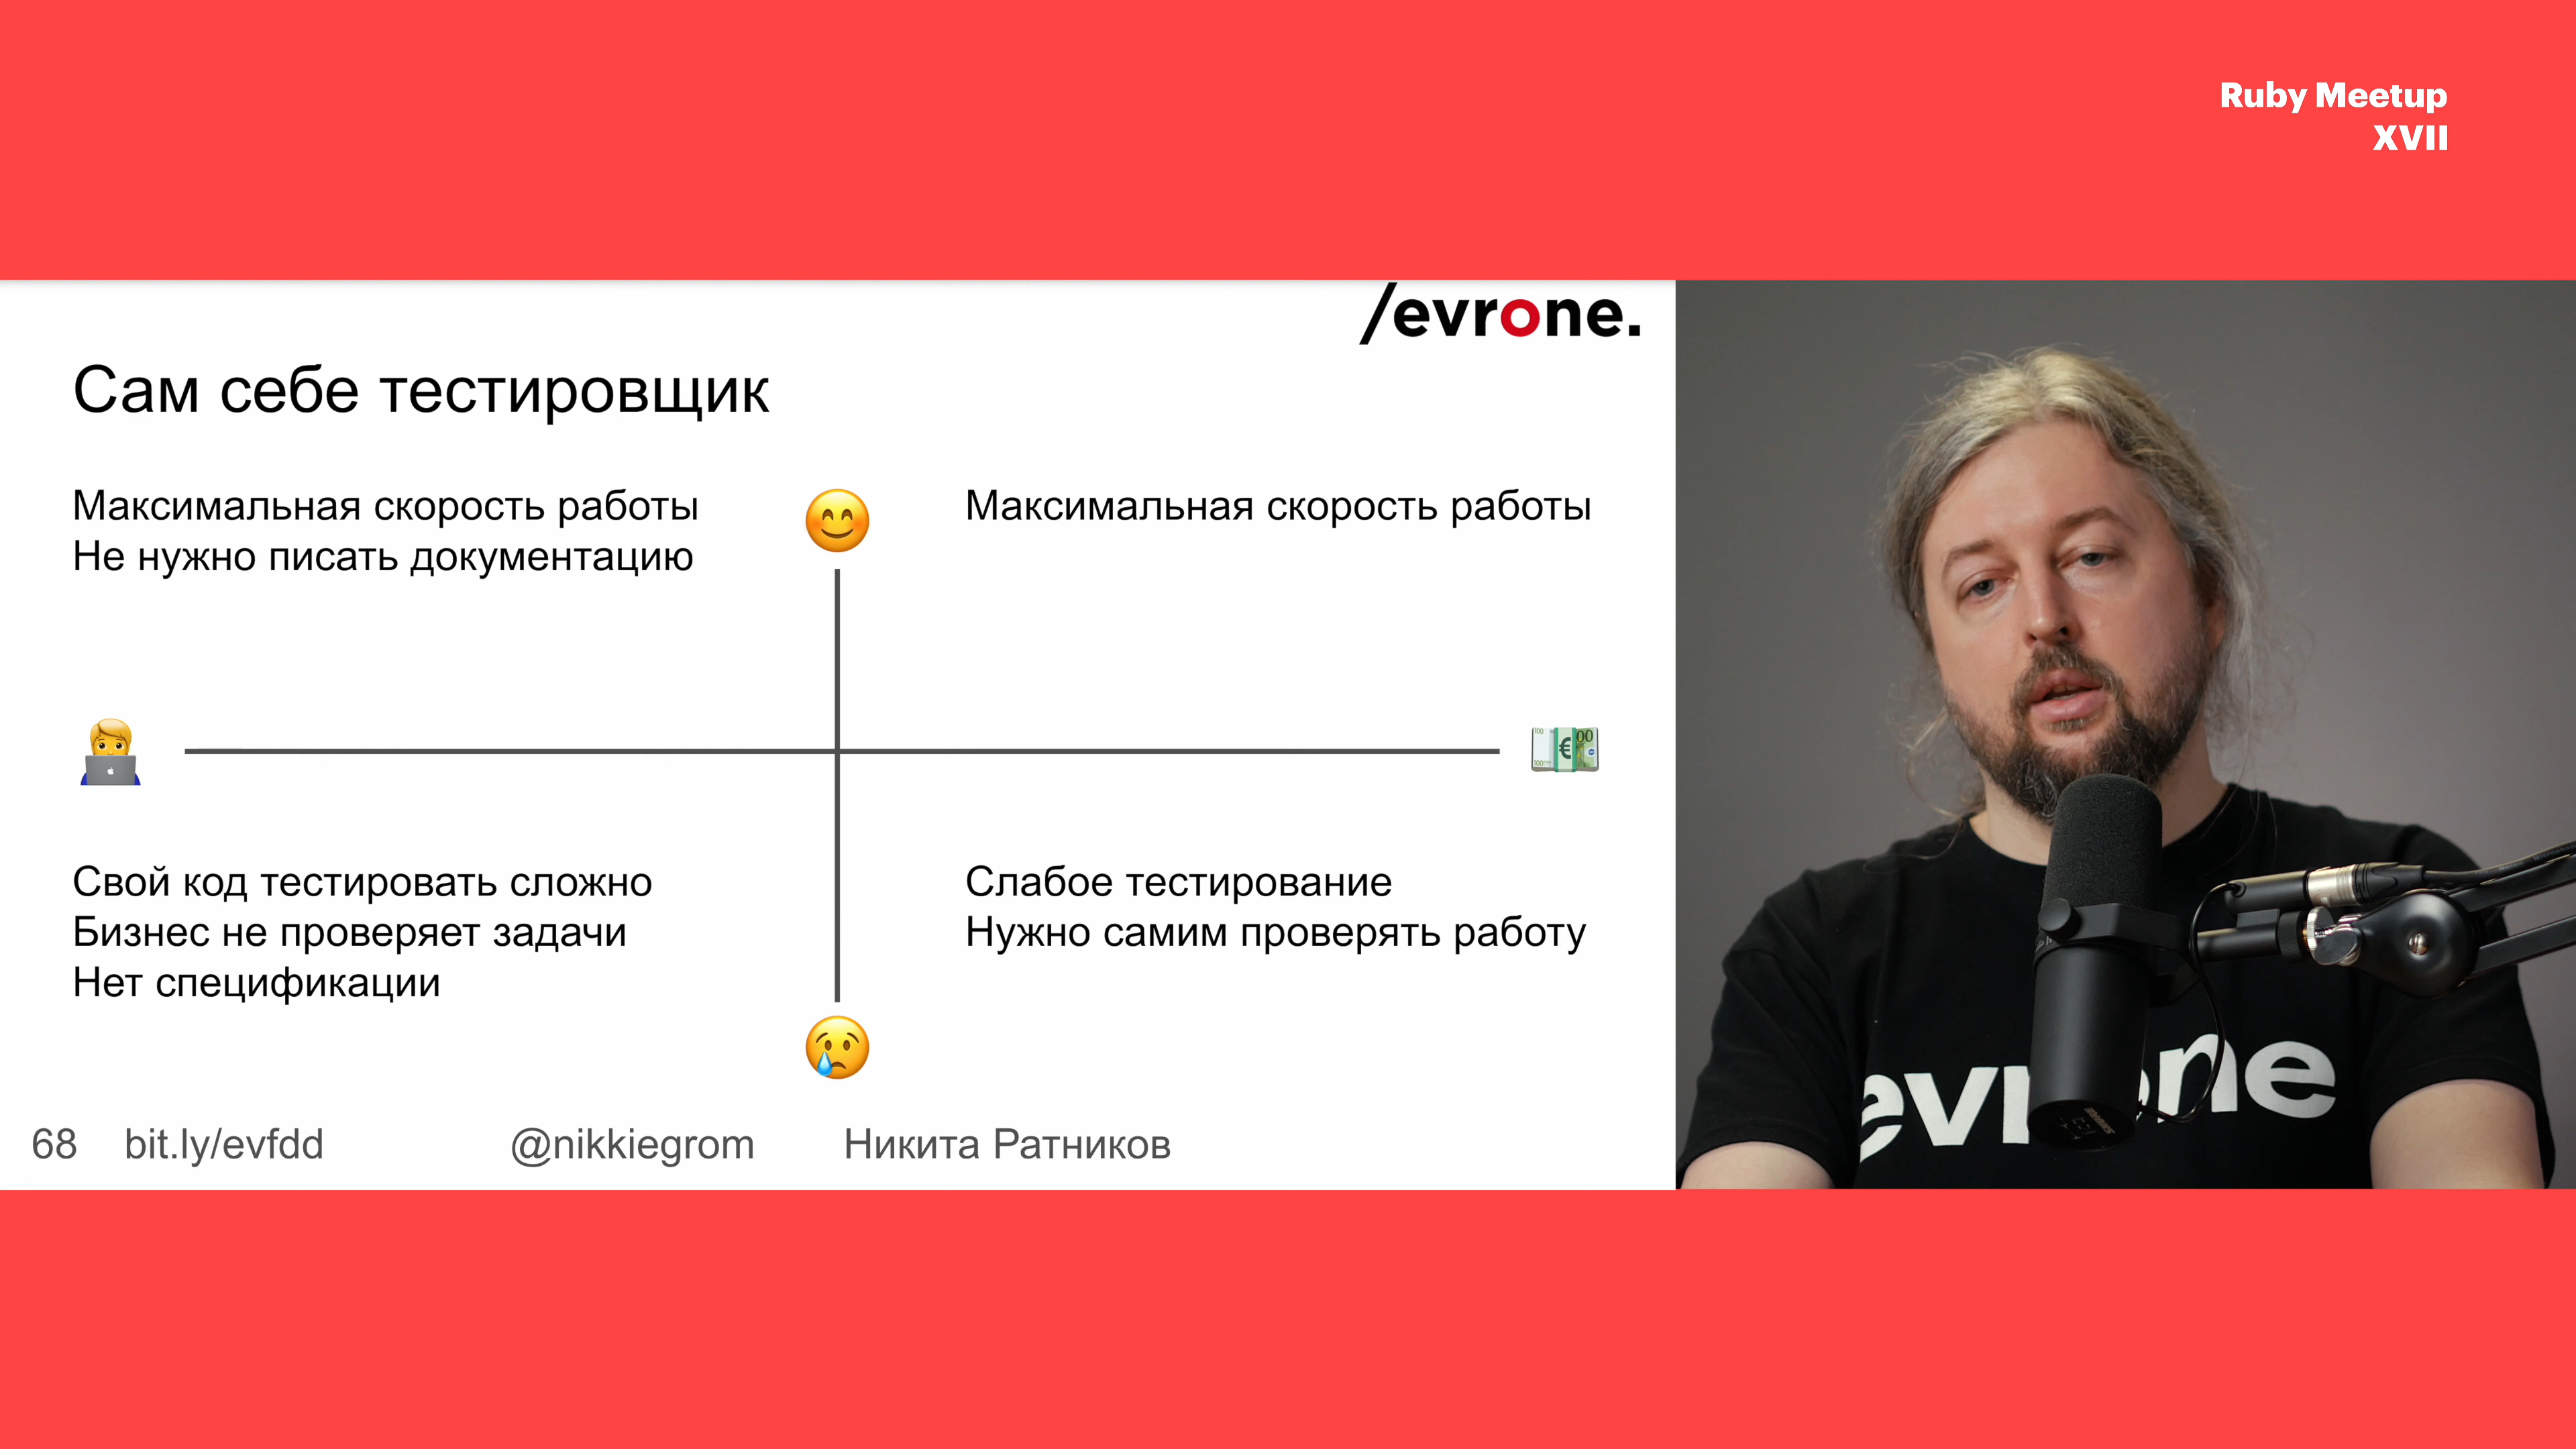 Ruby Meetup
XVII
/evrone.
Сам себе тестировщик
Максимальная скорость работы
Не нужно писать документацию
Максимальная скорость работы
Свой код тестировать сложно
Бизнес не проверяет задачи
Нет спецификации
Слабое тестирование
Нужно самим проверять работу
68 bit.ly/evfdd @nikkiegrom Никита Ратников
evrone